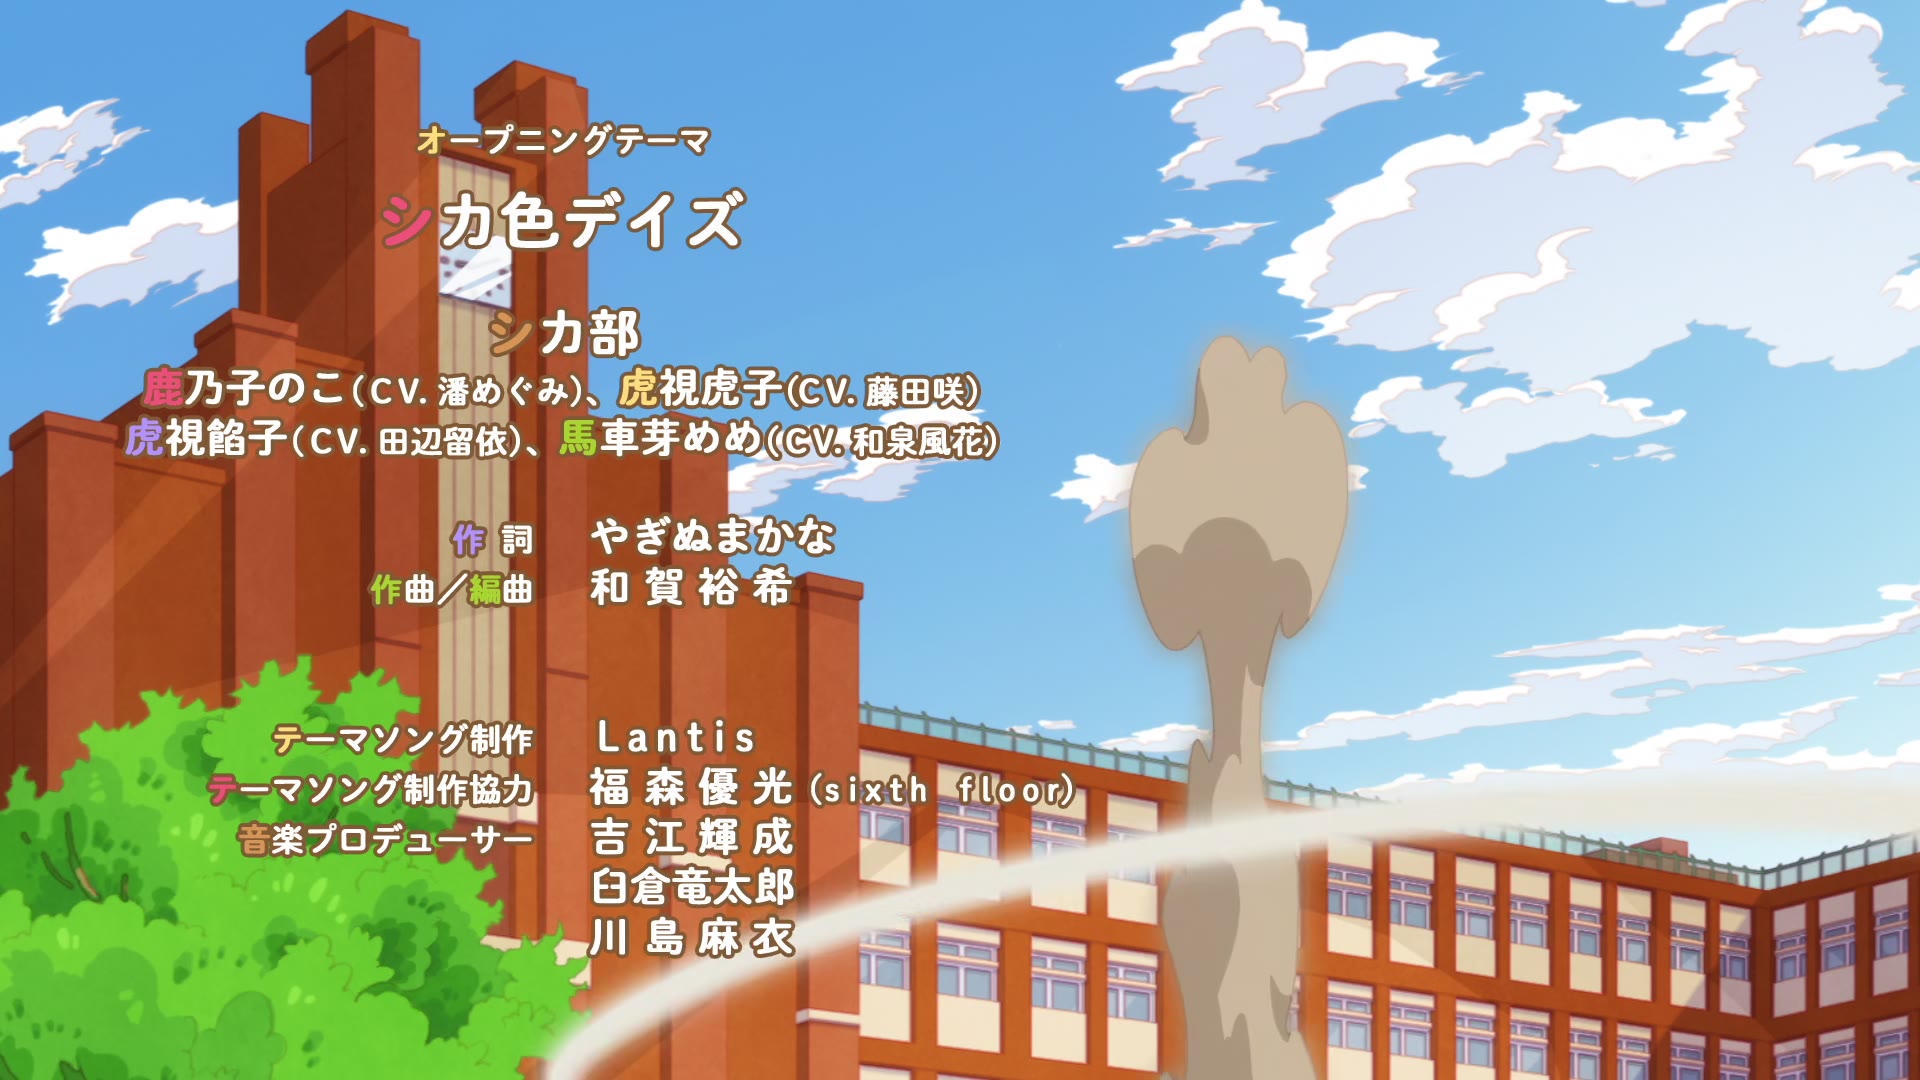 オープニングテーマ
シカ色デイズ
シカ部
鹿乃子のこ(CV. 潘めぐみ)、虎視虎子(CV. 藤田咲)
虎視餡子(CV. 田辺留依)、馬車芽めめ(CV. 和泉風花)
作詞 やぎぬまかな
作曲／編曲 和賀裕希
テーマソング制作 Lantis
テーマソング制作協力 福森優光(sixth floor)
音楽プロデューサー 吉江輝成
臼倉竜太郎
川島麻衣